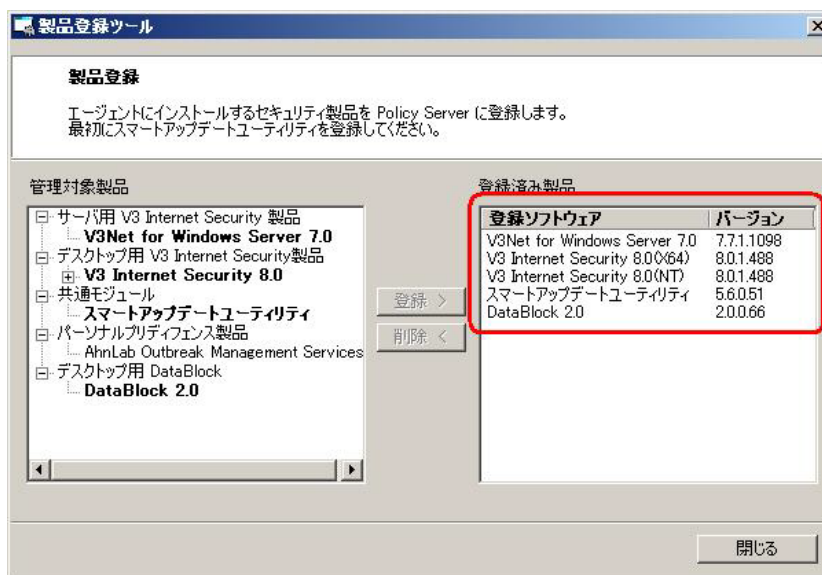 製品登録ツール
製品登録
エージェントにインストールするセキュリティ製品を Policy Server に登録します。
最初にスマートアップデートユーティリティを登録してください。
管理対象製品
サーバ用 V3 Internet Security 製品
V3Net for Windows Server 7.0
デスクトップ用 V3 Internet Security製品
V3 Internet Security 8.0
共通モジュール
スマートアップデートユーティリティ
パーソナルプリディフェンス製品
AhnLab Outbreak Management Services
デスクトップ用 DataBlock
DataBlock 2.0
登録 >
削除 <
登録済み製品
登録ソフトウェア バージョン
V3Net for Windows Server 7.0 7.7.1.1098
V3 Internet Security 8.0(X64) 8.0.1.488
V3 Internet Security 8.0(NT) 8.0.1.488
スマートアップデートユーティリティ 5.6.0.51
DataBlock 2.0 2.0.0.66
閉じる